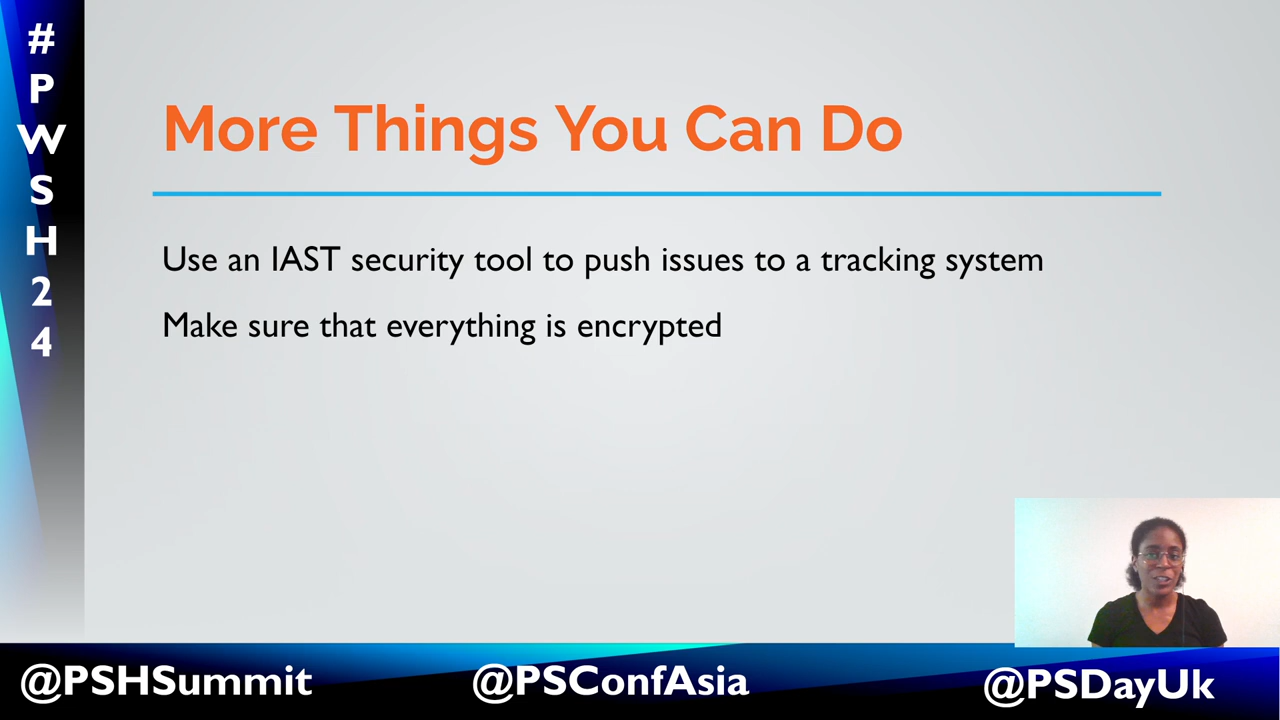 #PWSH24
More Things You Can Do
Use an IAST security tool to push issues to a tracking system
Make sure that everything is encrypted
@PSHSummit
@PSConfAsia
@PSDayUk